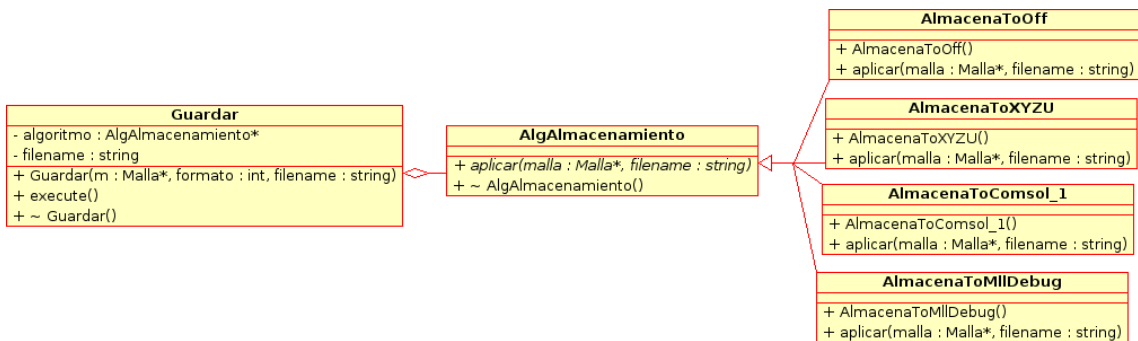 Guardar
- algoritmo : AlgAlmacenamiento*
- filename : string
+ Guardar(m : Malla*, formato : int, filename : string)
+ execute()
+ ~ Guardar()
AlgAlmacenamiento
+ aplicar(malla : Malla*, filename : string)
+ ~ AlgAlmacenamiento()
AlmacenaToOff
+ AlmacenaToOff()
+ aplicar(malla : Malla*, filename : string)
AlmacenaToXYZU
+ AlmacenaToXYZU()
+ aplicar(malla : Malla*, filename : string)
AlmacenaToComsol_1
+ AlmacenaToComsol_1()
+ aplicar(malla : Malla*, filename : string)
AlmacenaToMllDebug
+ AlmacenaToMllDebug()
+ aplicar(malla : Malla*, filename : string)